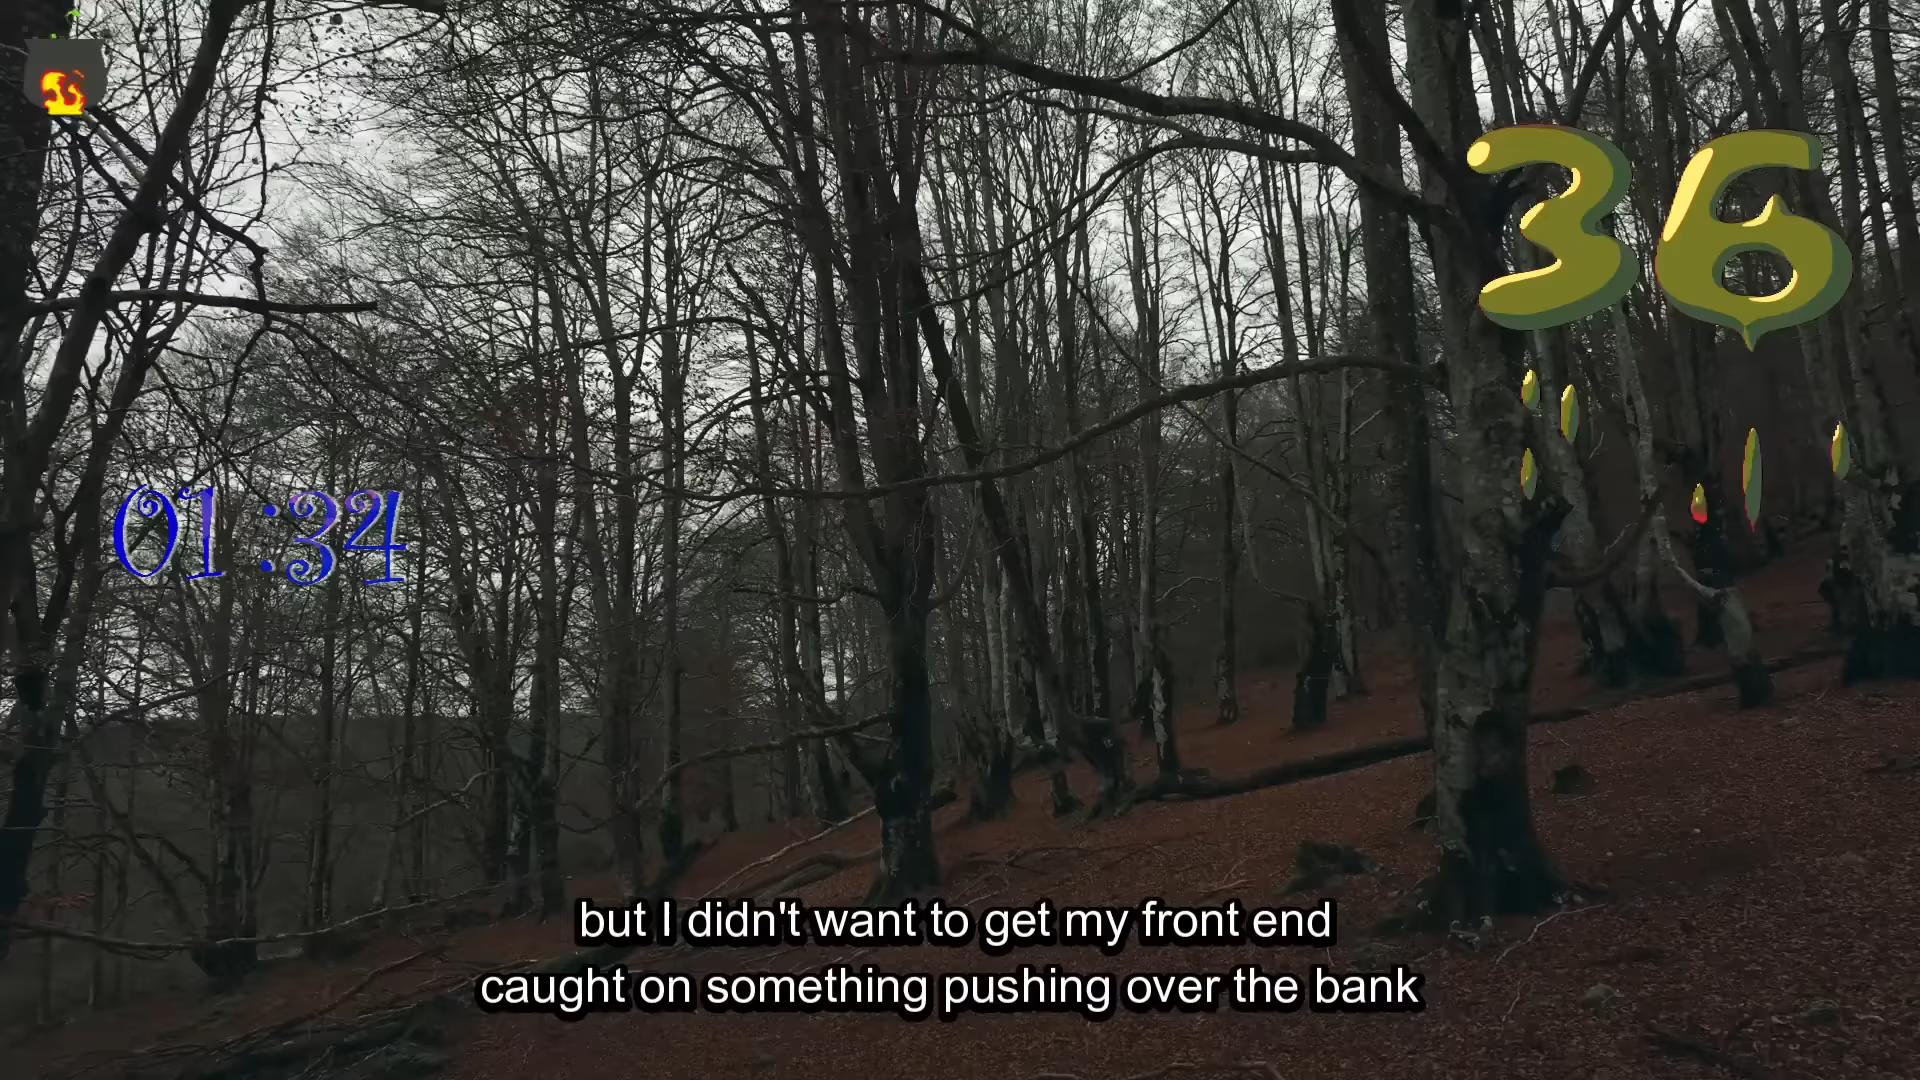 36
01:34
but I didn't want to get my front end
caught on something pushing over the bank